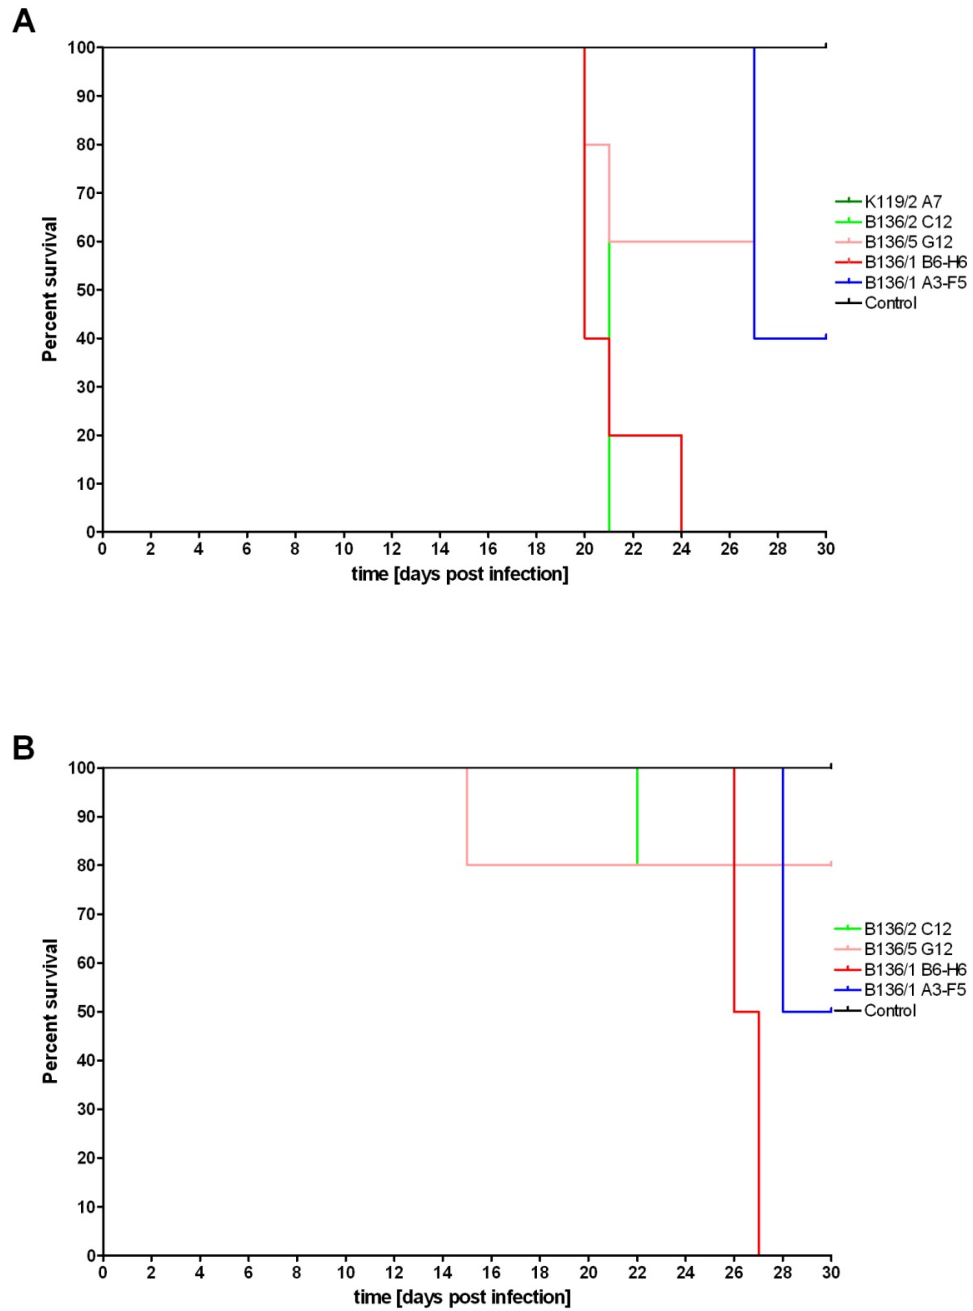 A
100
90
80
70
60
50
40
30
20
10
0
Percent survival
0 2 4 6 8 10 12 14 16 18 20 22 24 26 28 30
time [days post infection]
K119/2 A7
B136/2 C12
B136/5 G12
B136/1 B6-H6
B136/1 A3-F5
Control
B
100
90
80
70
60
50
40
30
20
10
0
Percent survival
0 2 4 6 8 10 12 14 16 18 20 22 24 26 28 30
time [days post infection]
B136/2 C12
B136/5 G12
B136/1 B6-H6
B136/1 A3-F5
Control